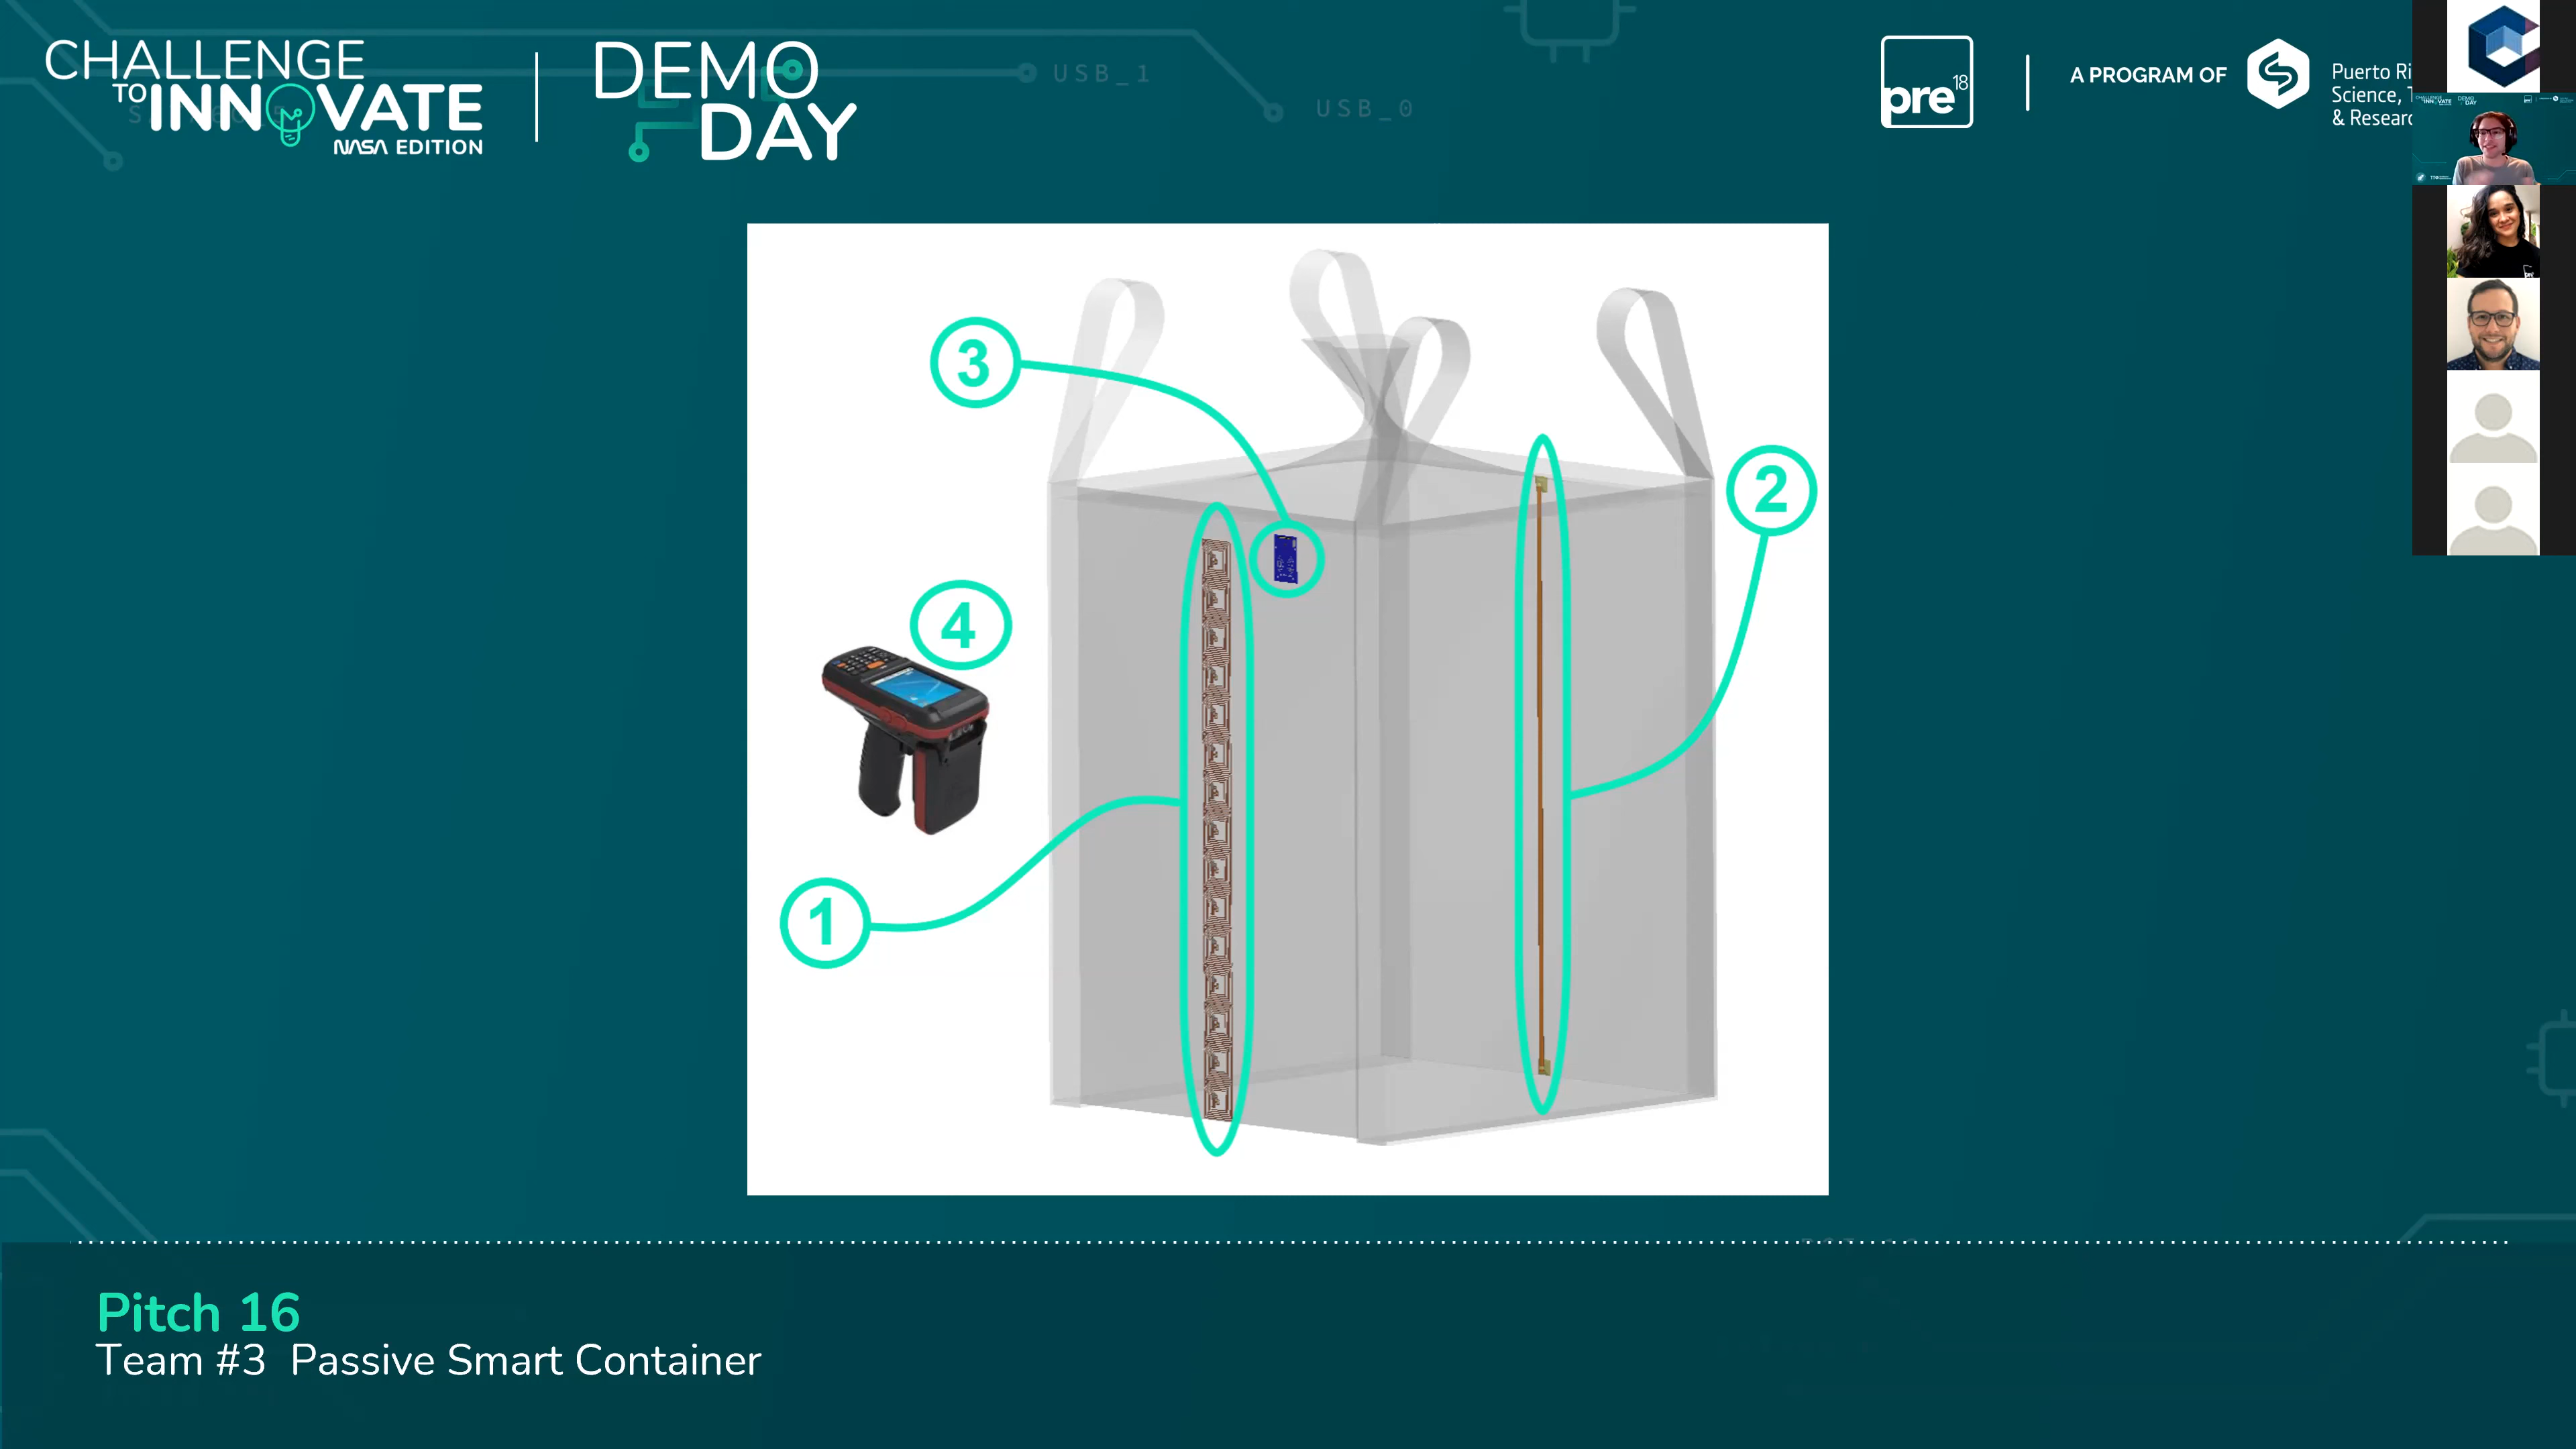 CHALLENGE
TO INNOVATE
NASA EDITION
DEMO
DAY
USB_1
USB_0
pre18
A PROGRAM OF
Puerto Ri
Science, T
& Researc
3
2
4
1
Pitch 16
Team #3 Passive Smart Container